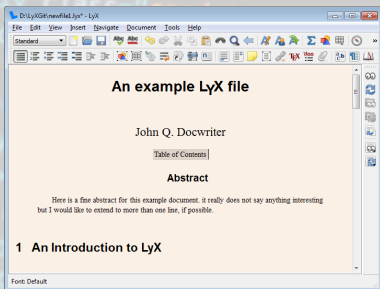 D:\LyXGit\newfile1.lyx* - LyX
File Edit View Insert Navigate Document Tools Help
Standard
An example LyX file
John Q. Docwriter
Table of Contents
Abstract
Here is a fine abstract for this example document. it really does not say anything interesting
but I would like to extend to more than one line, if possible.
1 An Introduction to LyX
Font: Default